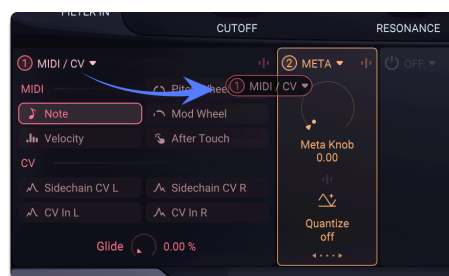 FILTER IN
CUTOFF
RESONANCE
1 MIDI / CV
2 META
OFF
MIDI
Pitch Wheel
1 MIDI / CV
Note
Mod Wheel
Velocity
After Touch
Meta Knob
0.00
CV
Sidechain CV L
Sidechain CV R
CV In L
CV In R
Quantize
off
Glide
0.00 %